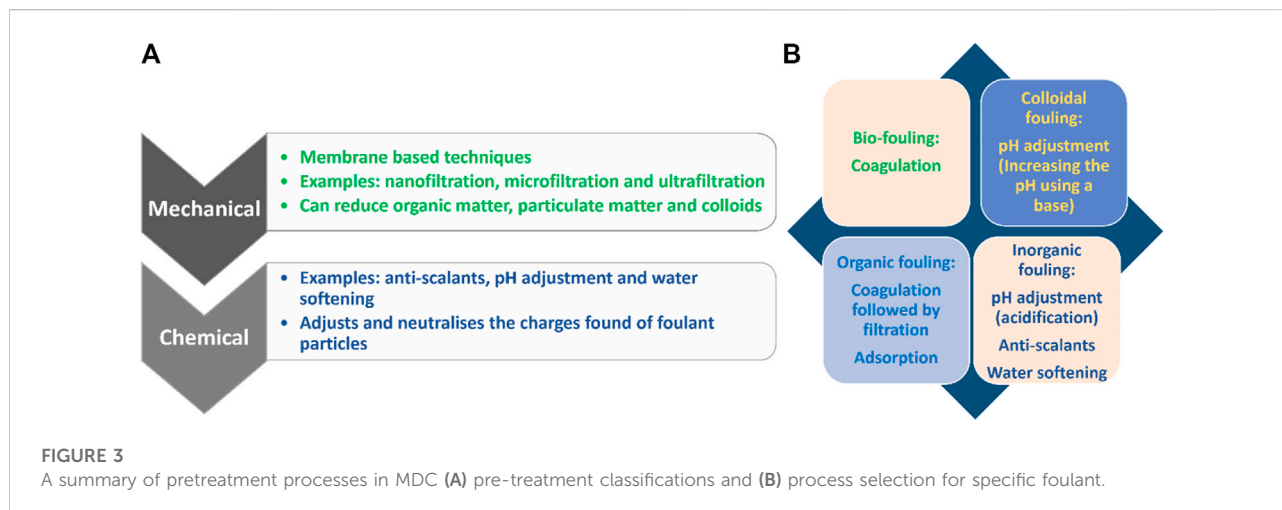 A
Mechanical
• Membrane based techniques
• Examples: nanofiltration, microfiltration and ultrafiltration
• Can reduce organic matter, particulate matter and colloids
Chemical
• Examples: anti-scalants, pH adjustment and water
softening
• Adjusts and neutralises the charges found of foulant
particles
B
Bio-fouling:
Coagulation
Colloidal
fouling:
pH adjustment
(Increasing the
pH using a
base)
Organic fouling:
Coagulation
followed by
filtration
Adsorption
Inorganic
fouling:
pH adjustment
(acidification)
Anti-scalants
Water softening
FIGURE 3
A summary of pretreatment processes in MDC (A) pre-treatment classifications and (B) process selection for specific foulant.